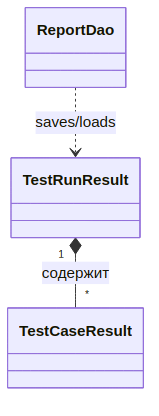 ReportDao
saves/loads
TestRunResult
1
содержит
*
TestCaseResult